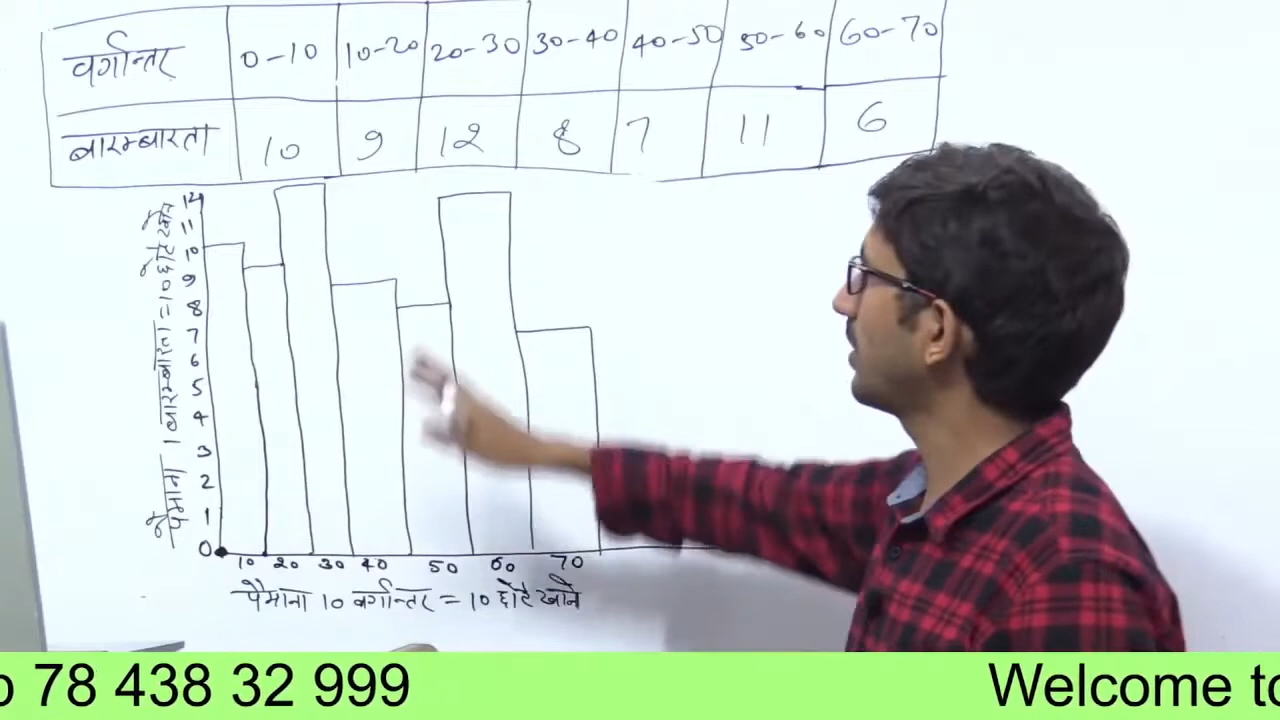 वर्गान्तर 0-10 10-20 20-30 30-40 40-50 50-60 60-70
बारम्बारता 10 9 12 8 7 11 6
12
11
10
9
8
7
6
5
4
3
2
1
0
पैमाना 1 बारम्बारता = 10 छोटे खाने
10 20 30 40 50 60 70
पैमाना 10 वर्गान्तर = 10 छोटे खाने
78 438 32 999 Welcome to